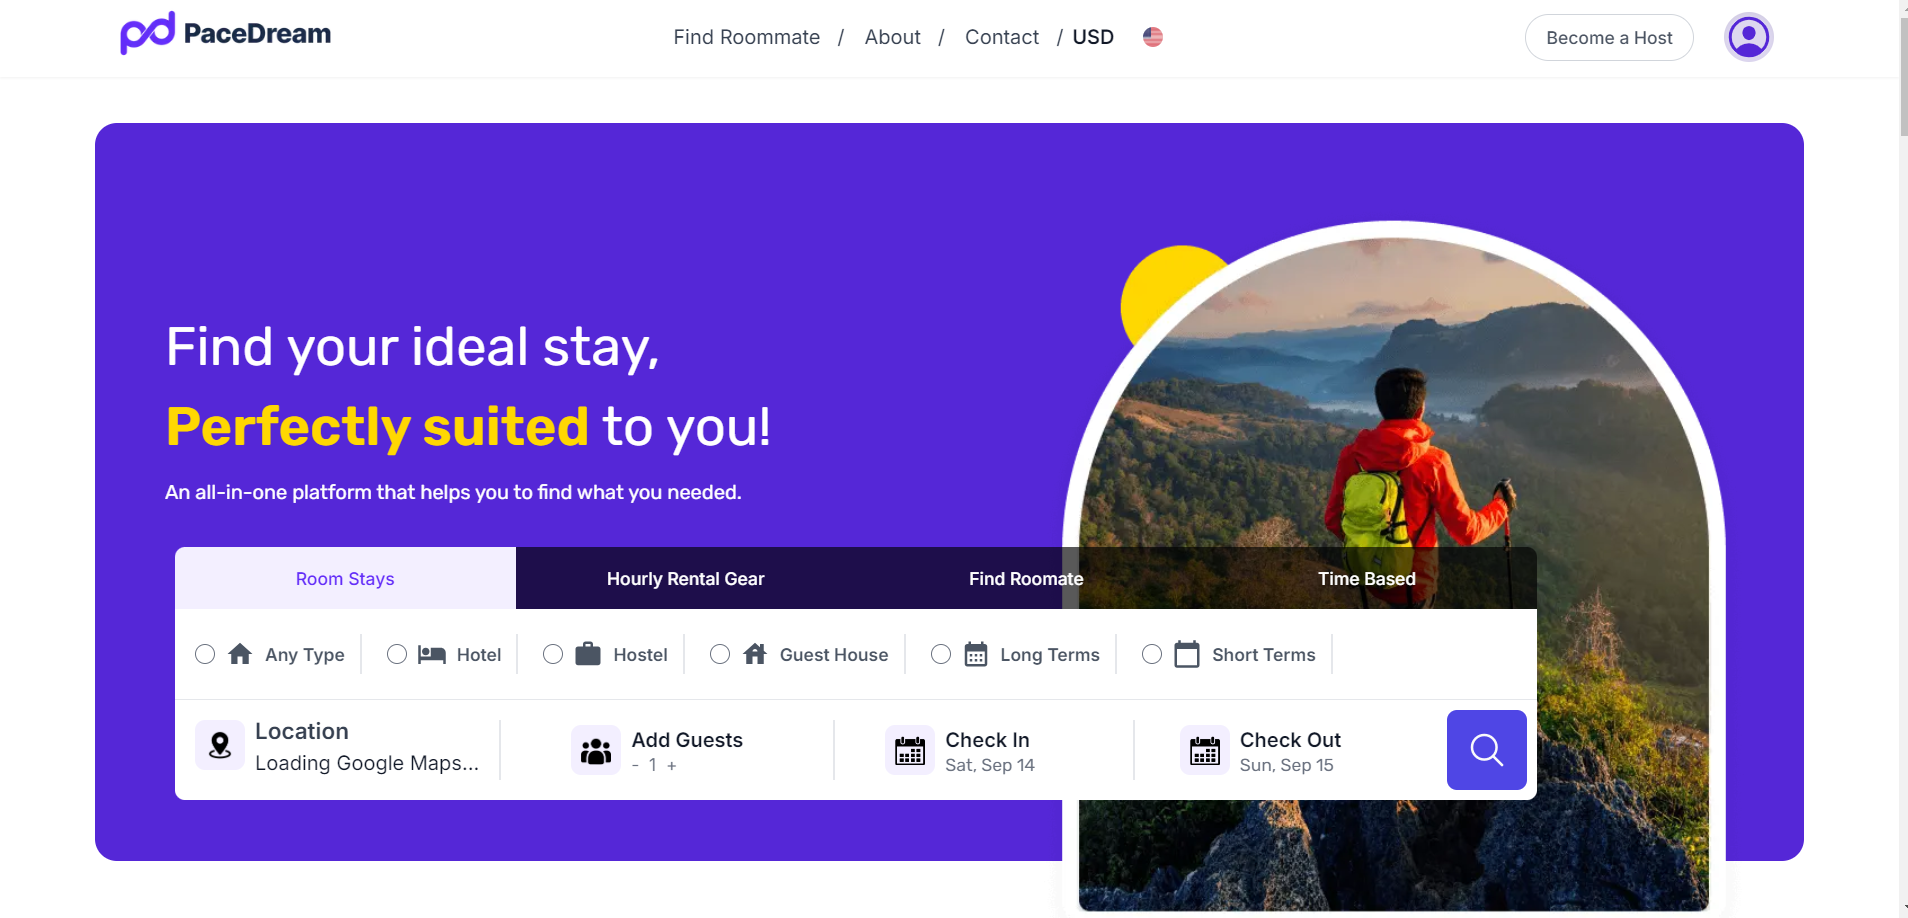 PaceDream
Find Roommate / About / Contact / USD
Become a Host
Find your ideal stay,
Perfectly suited to you!
An all-in-one platform that helps you to find what you needed.
Room Stays
Hourly Rental Gear
Find Roomate
Time Based
Any Type
Hotel
Hostel
Guest House
Long Terms
Short Terms
Location
Loading Google Maps...
Add Guests
- 1 +
Check In
Sat, Sep 14
Check Out
Sun, Sep 15